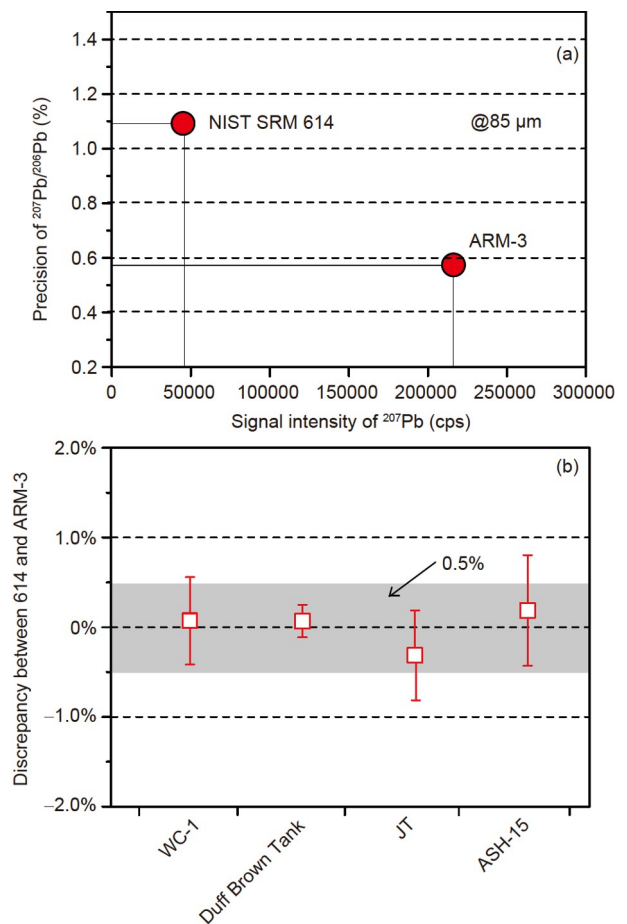 1.4
(a)
1.2
NIST SRM 614
@85 µm
1.0
0.8
ARM-3
0.6
0.4
0.2
Precision of ²⁰⁷Pb/²⁰⁶Pb (%)
0 50000 100000 150000 200000 250000 300000
Signal intensity of ²⁰⁷Pb (cps)
2.0%
(b)
1.0%
0.5%
0%
−1.0%
−2.0%
Discrepancy between 614 and ARM-3
WC-1
Duff Brown Tank
JT
ASH-15